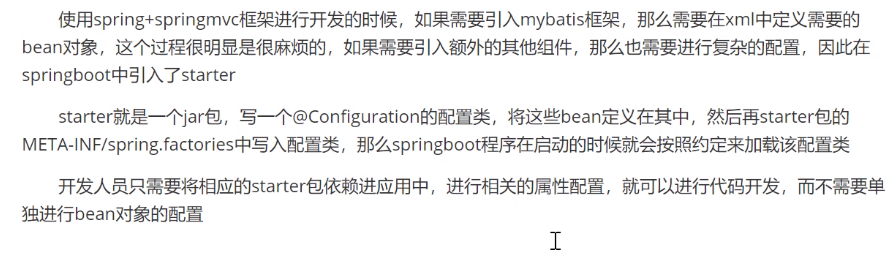 使用spring+springmvc框架进行开发的时候，如果需要引入mybatis框架，那么需要在xml中定义需要的
bean对象，这个过程很明显是很麻烦的，如果需要引入额外的其他组件，那么也需要进行复杂的配置，因此在
springboot中引入了starter
starter就是一个jar包，写一个@Configuration的配置类，将这些bean定义在其中，然后再starter包的
META-INF/spring.factories中写入配置类，那么springboot程序在启动的时候就会按照约定来加载该配置类
开发人员只需要将相应的starter包依赖进应用中，进行相关的属性配置，就可以进行代码开发，而不需要单
独进行bean对象的配置